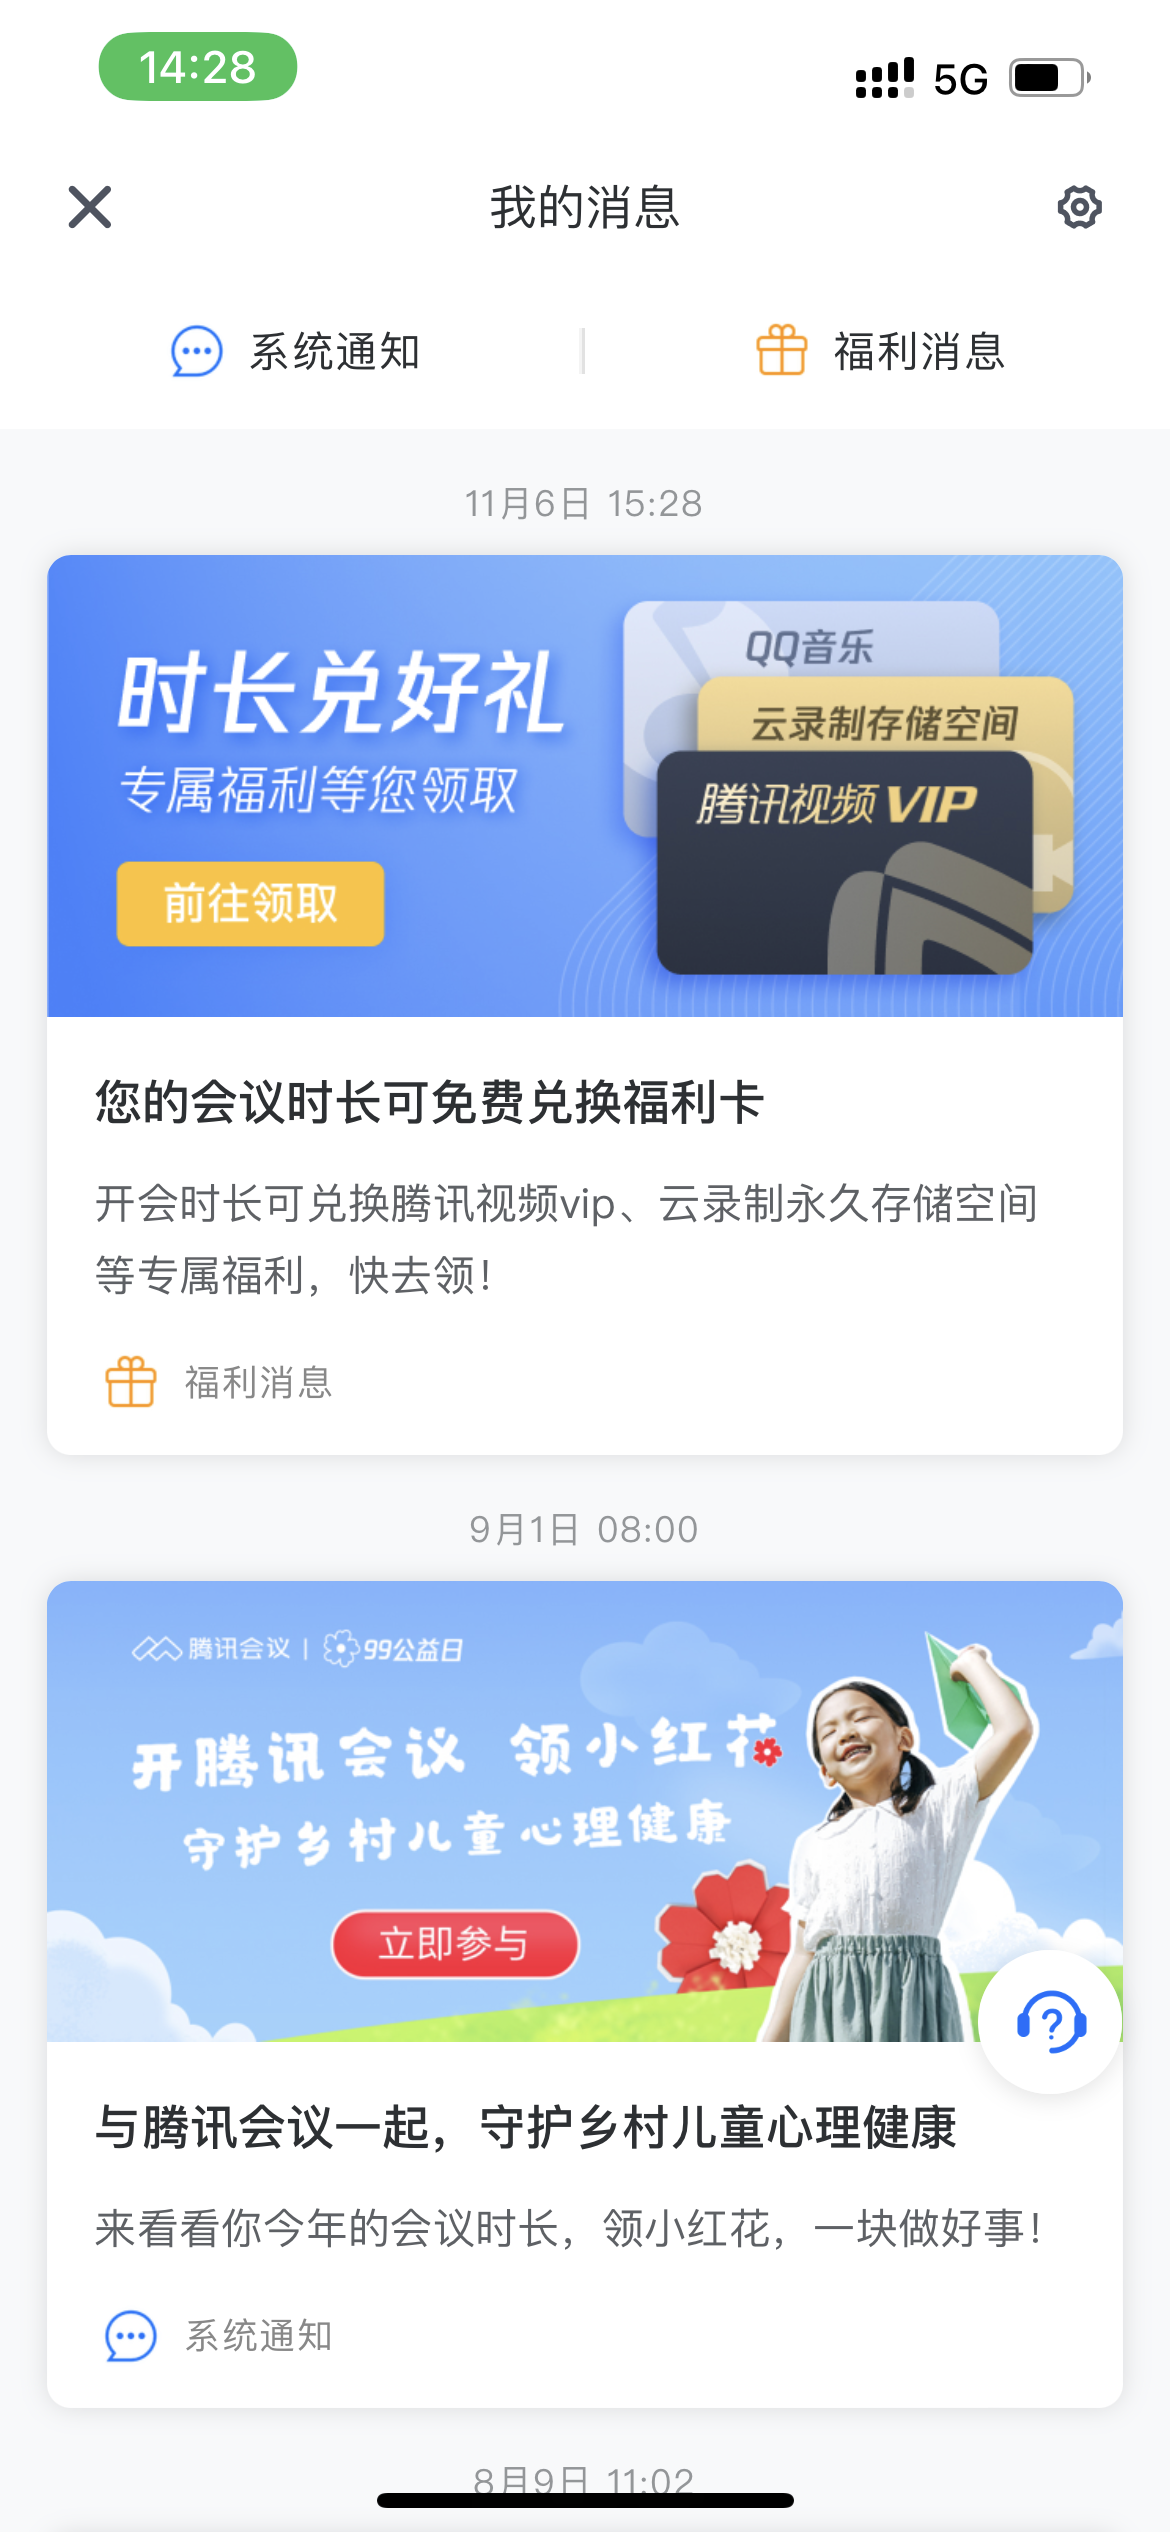 14:28
5G
我的消息
系统通知
福利消息
11月6日 15:28
时长兑好礼
专属福利等您领取
前往领取
QQ音乐
云录制存储空间
腾讯视频VIP
您的会议时长可免费兑换福利卡
开会时长可兑换腾讯视频vip、云录制永久存储空间
等专属福利，快去领！
福利消息
9月1日 08:00
腾讯会议 | 99公益日
开腾讯会议 领小红花
守护乡村儿童心理健康
立即参与
与腾讯会议一起，守护乡村儿童心理健康
来看看你今年的会议时长，领小红花，一块做好事！
系统通知
8月9日 11:02